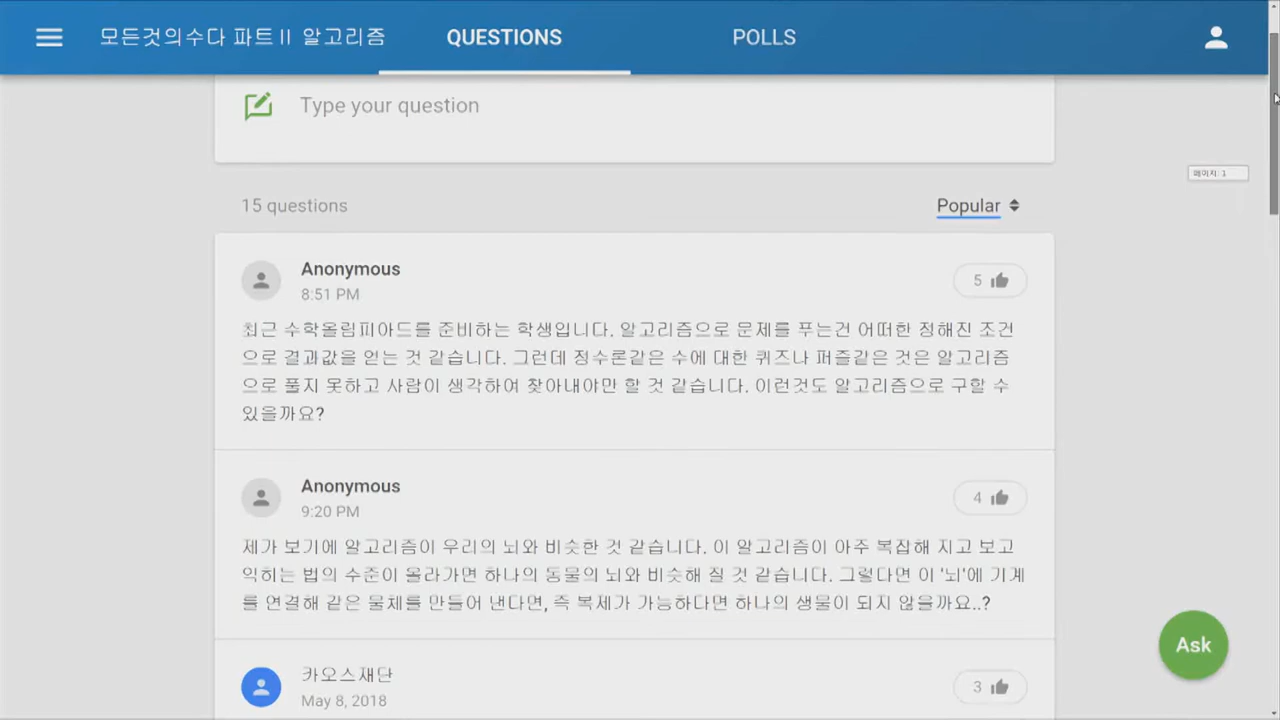 모든것의수다 파트Ⅱ 알고리즘 QUESTIONS POLLS
Type your question
페이지: 1
15 questions Popular
Anonymous
8:51 PM
5
최근 수학올림피아드를 준비하는 학생입니다. 알고리즘으로 문제를 푸는건 어떠한 정해진 조건
으로 결과값을 얻는 것 같습니다. 그런데 정수론같은 수에 대한 퀴즈나 퍼즐같은 것은 알고리즘
으로 풀지 못하고 사람이 생각하여 찾아내야만 할 것 같습니다. 이런것도 알고리즘으로 구할 수
있을까요?
Anonymous
9:20 PM
4
제가 보기에 알고리즘이 우리의 뇌와 비슷한 것 같습니다. 이 알고리즘이 아주 복잡해 지고 보고
익히는 법의 수준이 올라가면 하나의 동물의 뇌와 비슷해 질 것 같습니다. 그렇다면 이 '뇌'에 기계
를 연결해 같은 물체를 만들어 낸다면, 즉 복제가 가능하다면 하나의 생물이 되지 않을까요..?
카오스재단
May 8, 2018
3
Ask